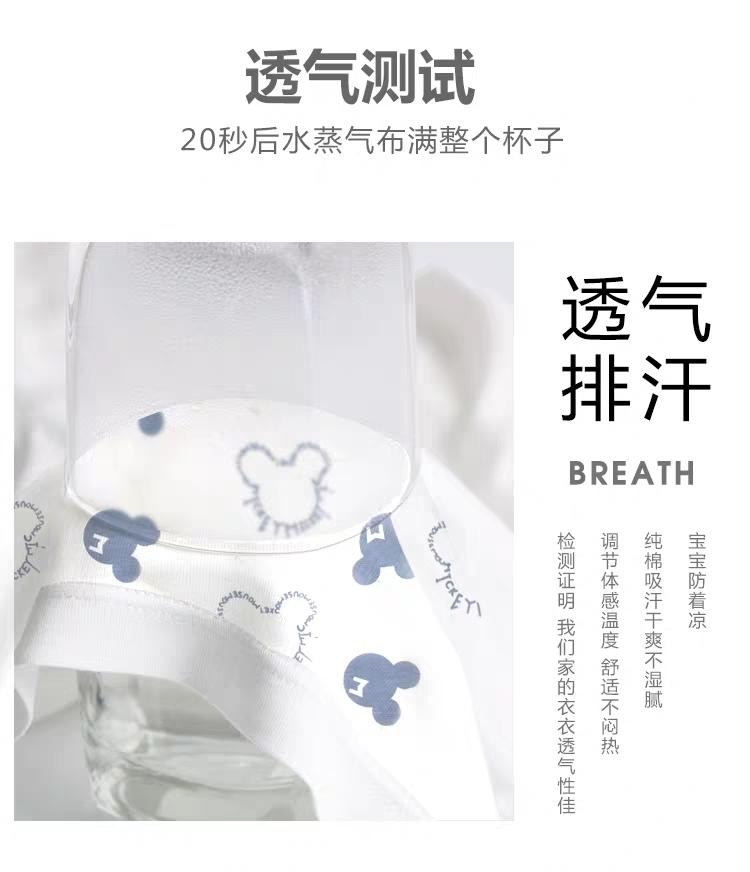 透气测试
20秒后水蒸气布满整个杯子
透气
排汗
BREATH
宝宝防着凉
纯棉吸汗干爽不湿腻
调节体感温度 舒适不闷热
检测证明 我们家的衣衣透气性佳